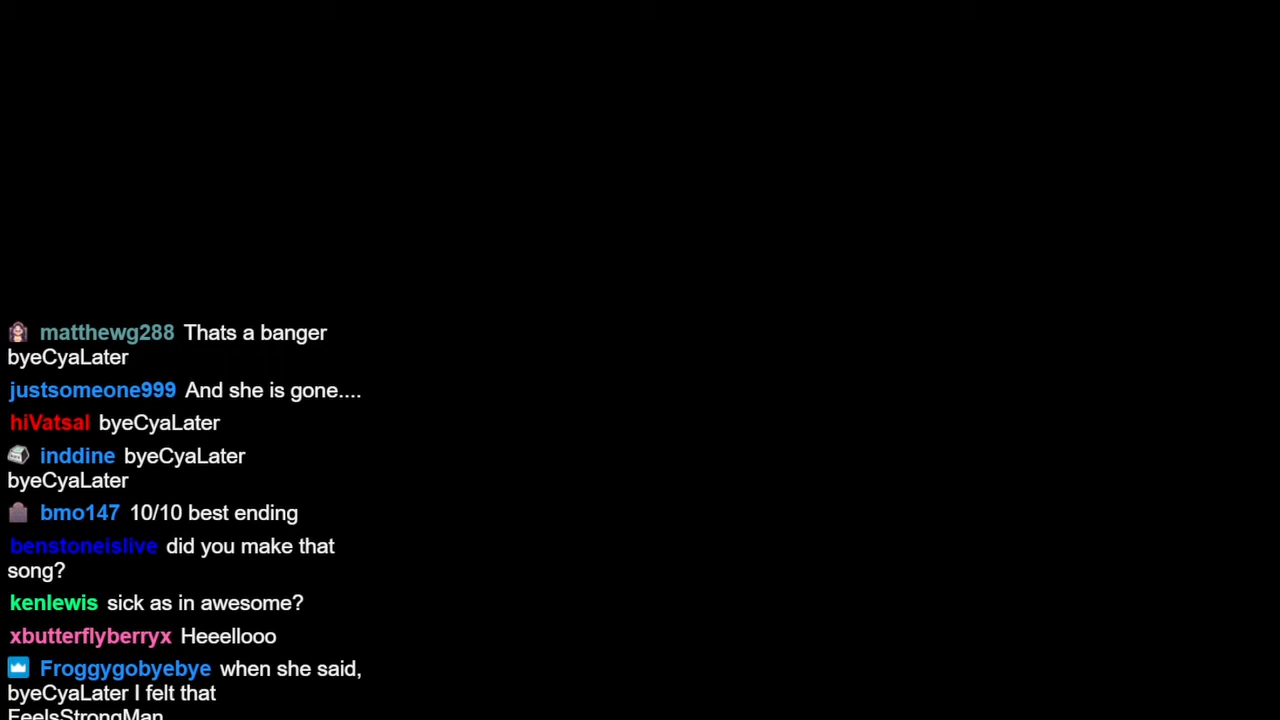 matthewg288 Thats a banger
byeCyaLater
justsomeone999 And she is gone....
hiVatsal byeCyaLater
inddine byeCyaLater
byeCyaLater
bmo147 10/10 best ending
benstoneislive did you make that
song?
kenlewis sick as in awesome?
xbutterflyberryx Heeellooo
Froggygobyebye when she said,
byeCyaLater I felt that
FeelsStrongMan